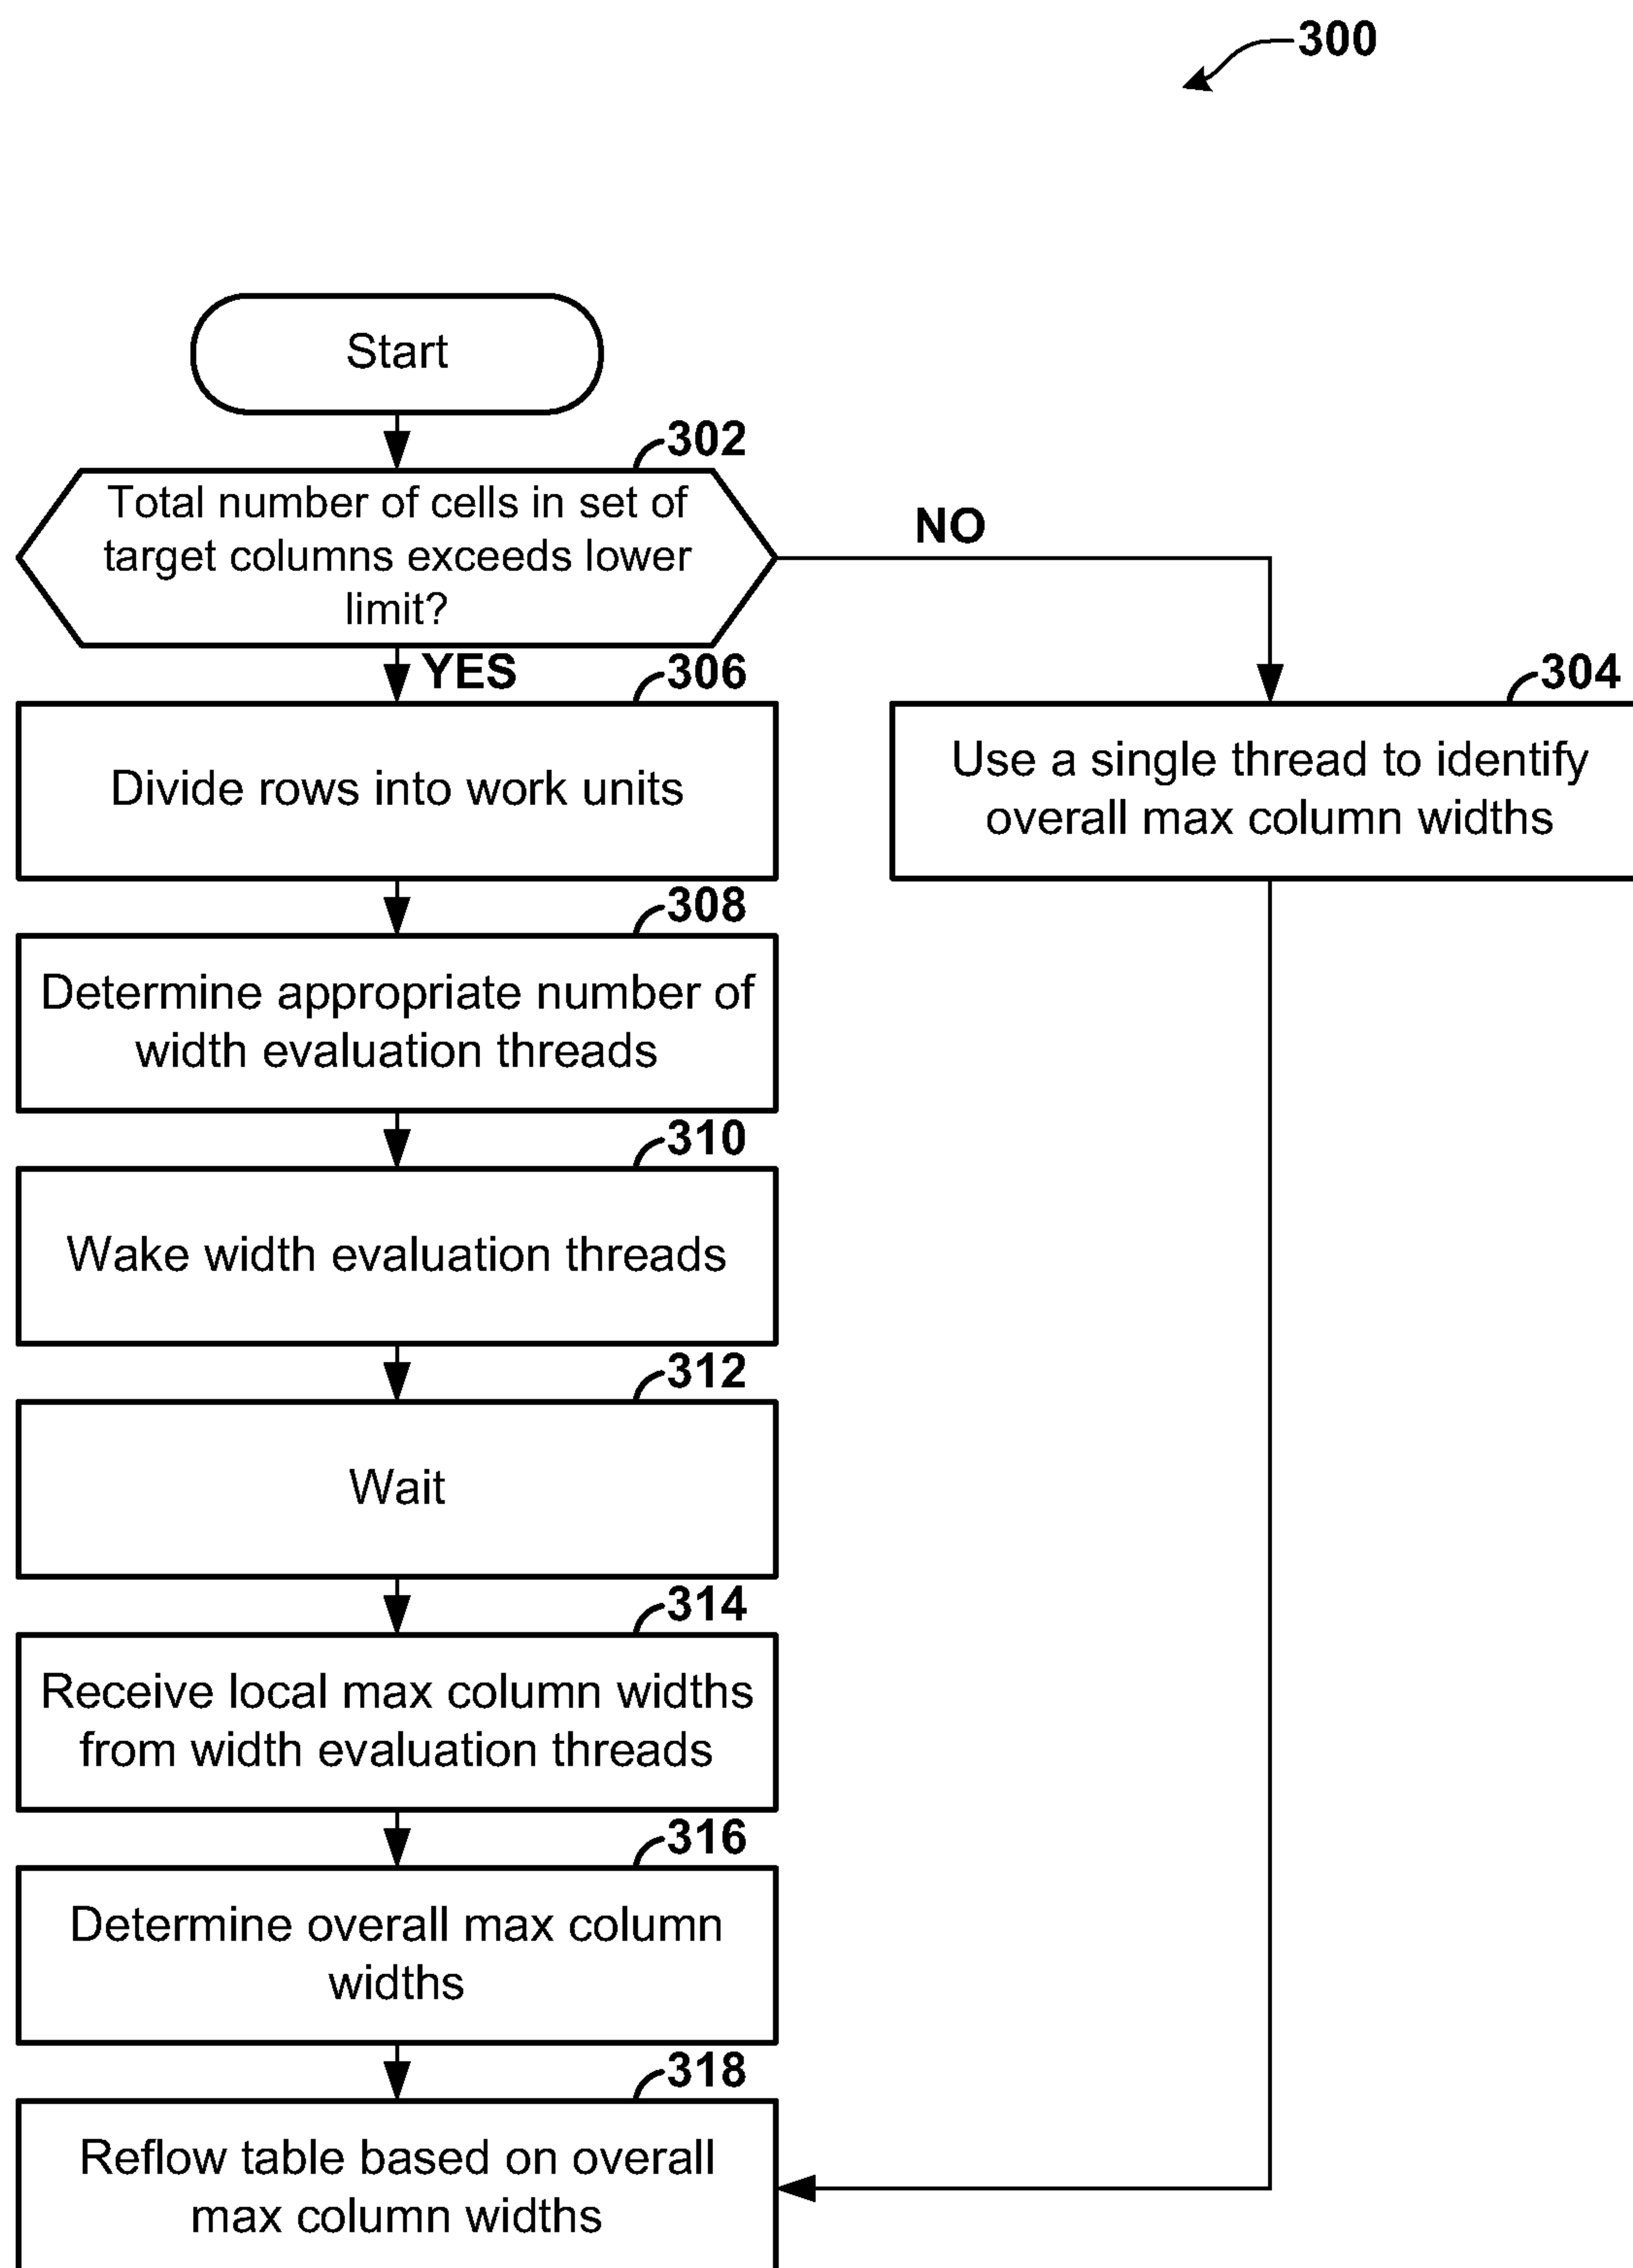 300
Start
302
Total number of cells in set of
target columns exceeds lower
limit?
NO
YES
306
Divide rows into work units
304
Use a single thread to identify
overall max column widths
308
Determine appropriate number of
width evaluation threads
310
Wake width evaluation threads
312
Wait
314
Receive local max column widths
from width evaluation threads
316
Determine overall max column
widths
318
Reflow table based on overall
max column widths